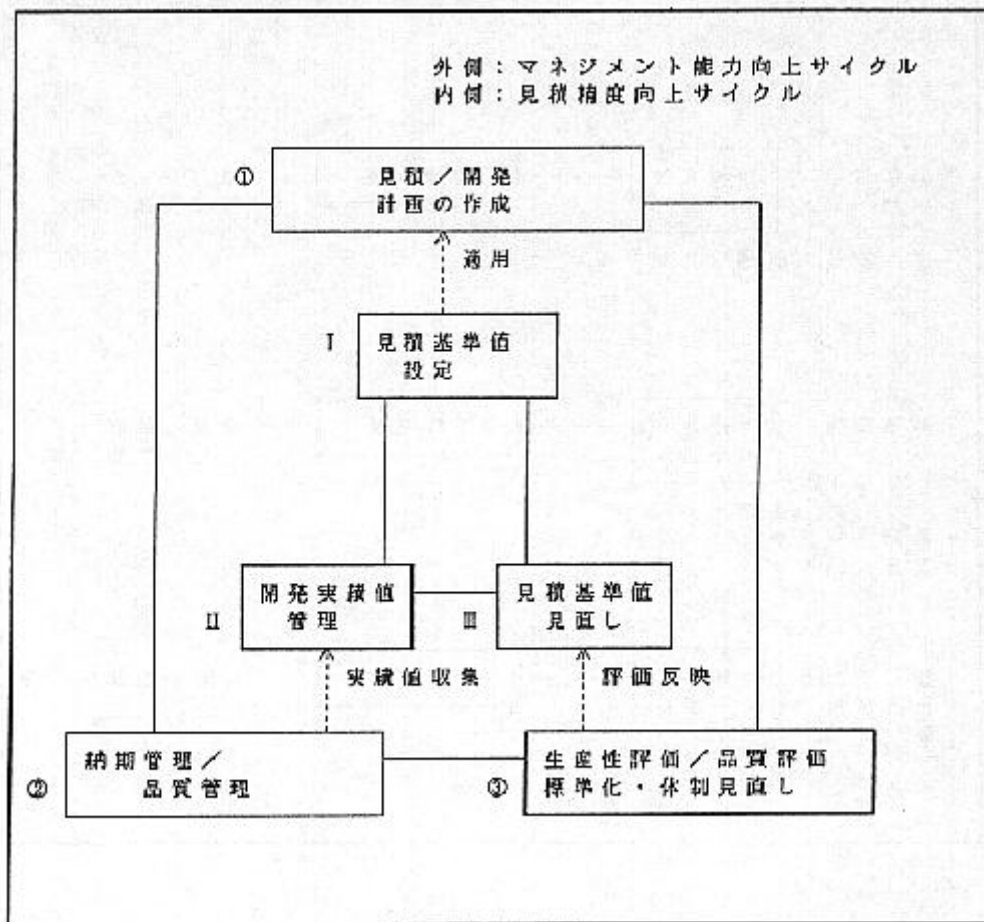 外側：マネジメント能力向上サイクル
内側：見積精度向上サイクル
①
見積／開発
計画の作成
適用
Ⅰ
見積基準値
設定
開発実績値
管理
Ⅱ
見積基準値
見直し
Ⅲ
実績値収集
評価反映
納期管理／
品質管理
②
生産性評価／品質評価
標準化・体制見直し
③